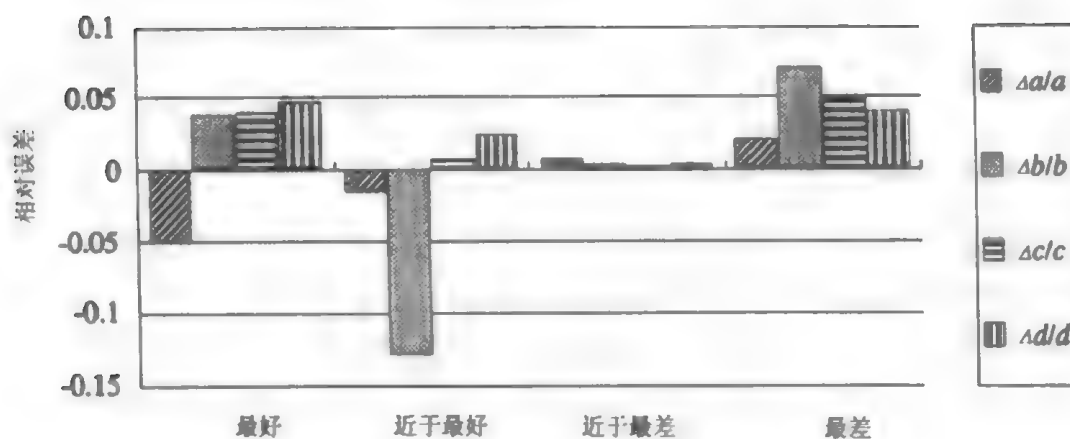 0.1
0.05
0
-0.05
-0.1
-0.15
相对误差
最好
近于最好
近于最差
最差
Δa/a
Δb/b
Δc/c
Δd/d